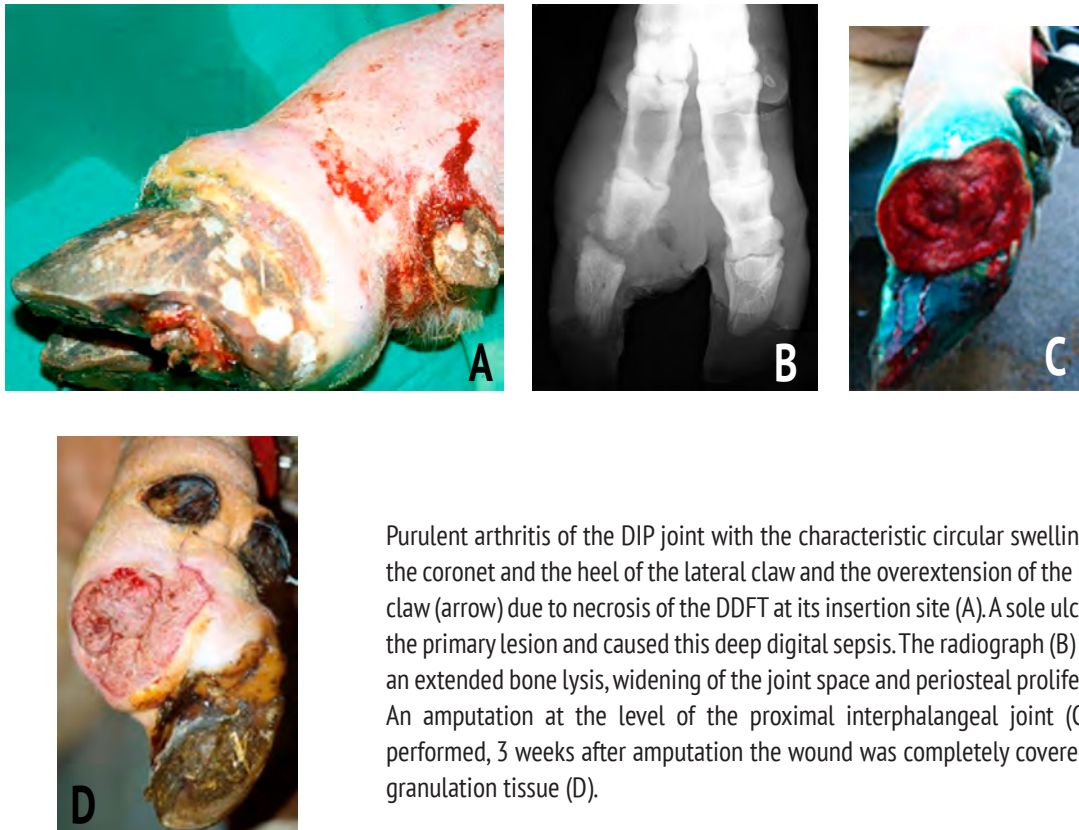 A
B
C
D
Purulent arthritis of the DIP joint with the characteristic circular swellin
the coronet and the heel of the lateral claw and the overextension of the
claw (arrow) due to necrosis of the DDFT at its insertion site (A). A sole ulc
the primary lesion and caused this deep digital sepsis. The radiograph (B)
an extended bone lysis, widening of the joint space and periosteal prolife
An amputation at the level of the proximal interphalangeal joint (C
performed, 3 weeks after amputation the wound was completely covere
granulation tissue (D).